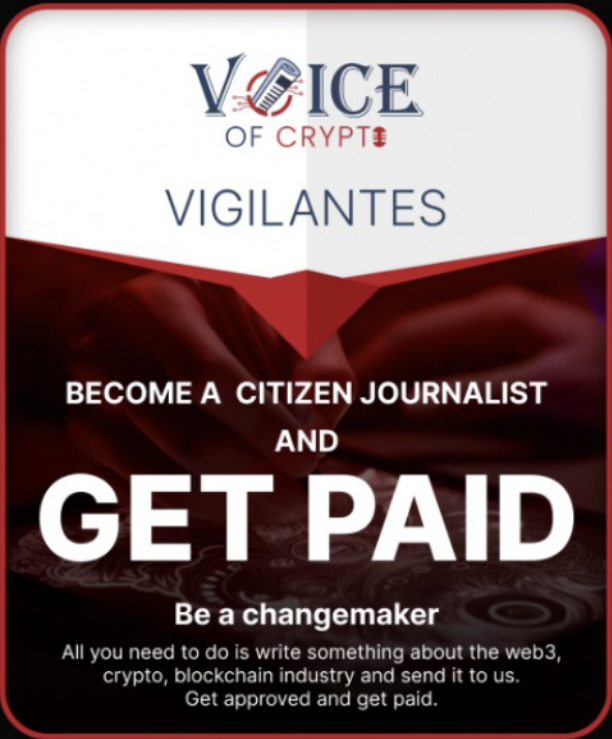 VOICE
OF CRYPTO
VIGILANTES
BECOME A CITIZEN JOURNALIST
AND
GET PAID
Be a changemaker
All you need to do is write something about the web3,
crypto, blockchain industry and send it to us.
Get approved and get paid.